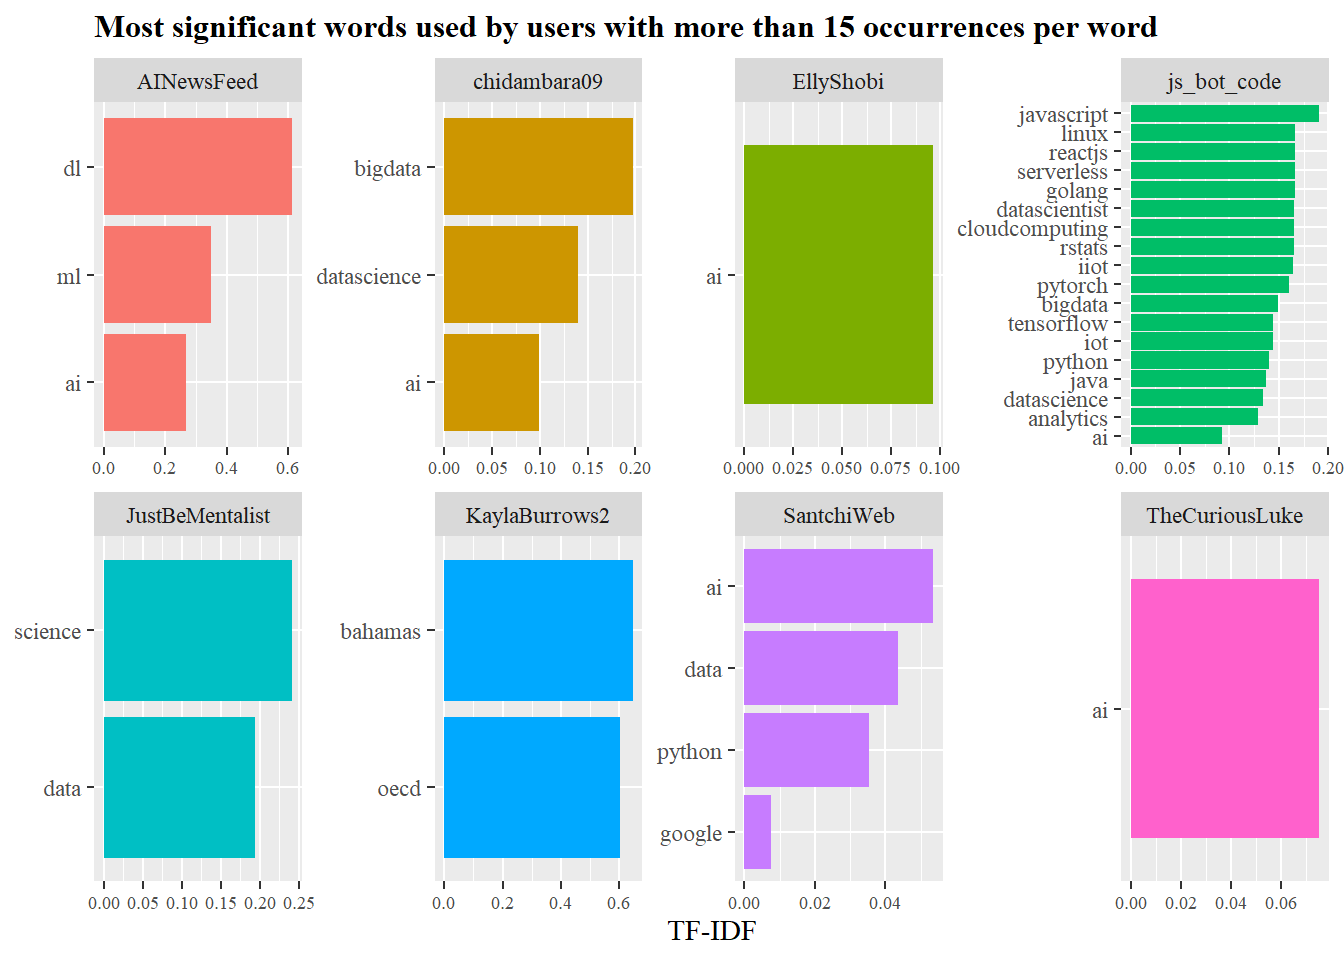 Most significant words used by users with more than 15 occurrences per word
AINewsFeed
dl
ml
ai
0.0 0.2 0.4 0.6
chidambara09
bigdata
datascience
ai
0.00 0.05 0.10 0.15 0.20
EllyShobi
ai
0.000 0.025 0.050 0.075 0.100
js_bot_code
javascript
linux
reactjs
serverless
golang
datascientist
cloudcomputing
rstats
iiot
pytorch
bigdata
tensorflow
iot
python
java
datascience
analytics
ai
0.00 0.05 0.10 0.15 0.20
JustBeMentalist
science
data
0.00 0.05 0.10 0.15 0.20 0.25
KaylaBurrows2
bahamas
oecd
0.0 0.2 0.4 0.6
SantchiWeb
ai
data
python
google
0.00 0.02 0.04
TheCuriousLuke
ai
0.00 0.02 0.04 0.06
TF-IDF